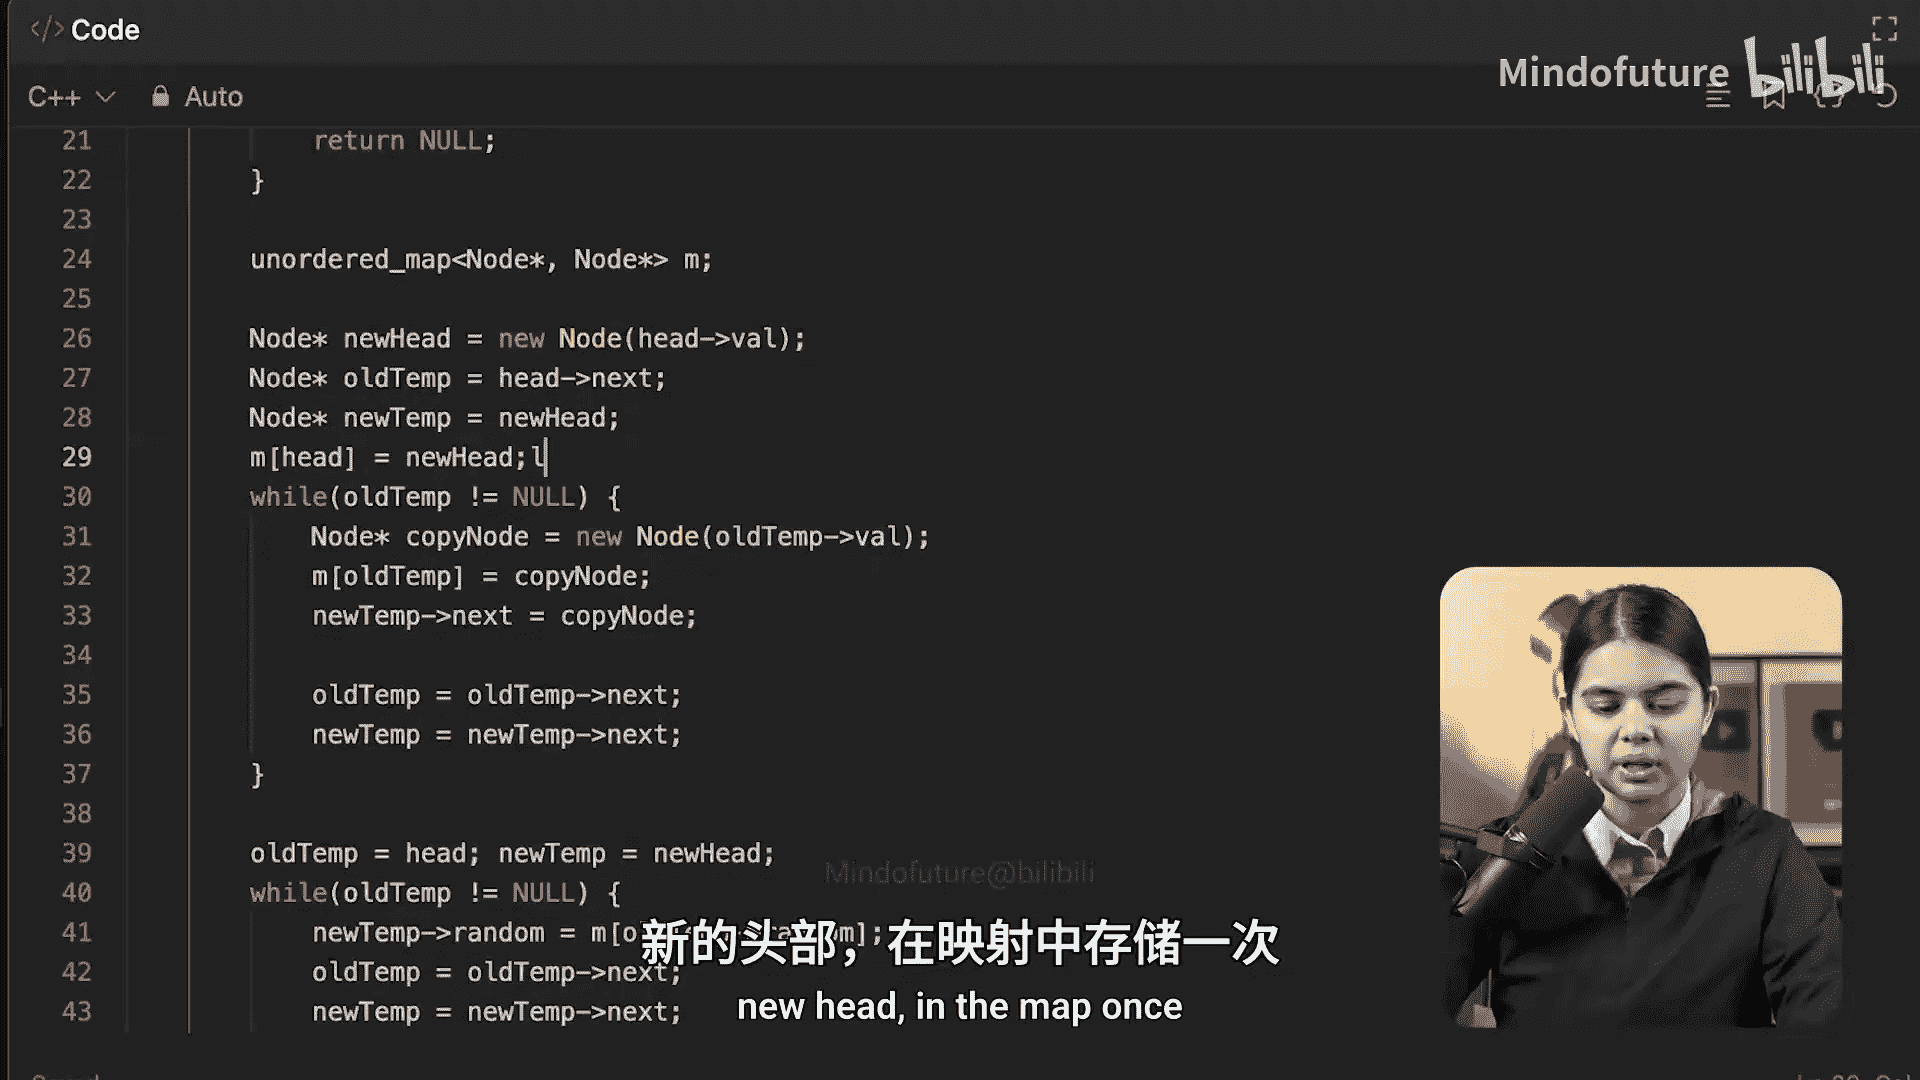 </> Code
Mindofuture bilibili
C++ Auto
21 return NULL;
22 }
23
24 unordered_map<Node*, Node*> m;
25
26 Node* newHead = new Node(head->val);
27 Node* oldTemp = head->next;
28 Node* newTemp = newHead;
29 m[head] = newHead;l
30 while(oldTemp != NULL) {
31 Node* copyNode = new Node(oldTemp->val);
32 m[oldTemp] = copyNode;
33 newTemp->next = copyNode;
34
35 oldTemp = oldTemp->next;
36 newTemp = newTemp->next;
37 }
38
39 oldTemp = head; newTemp = newHead;
Mindofuture@bilibili
40 while(oldTemp != NULL) {
41 newTemp->random = m[o m];
新的头部，在映射中存储一次
42 oldTemp = oldTemp->next;
new head, in the map once
43 newTemp = newTemp->next;